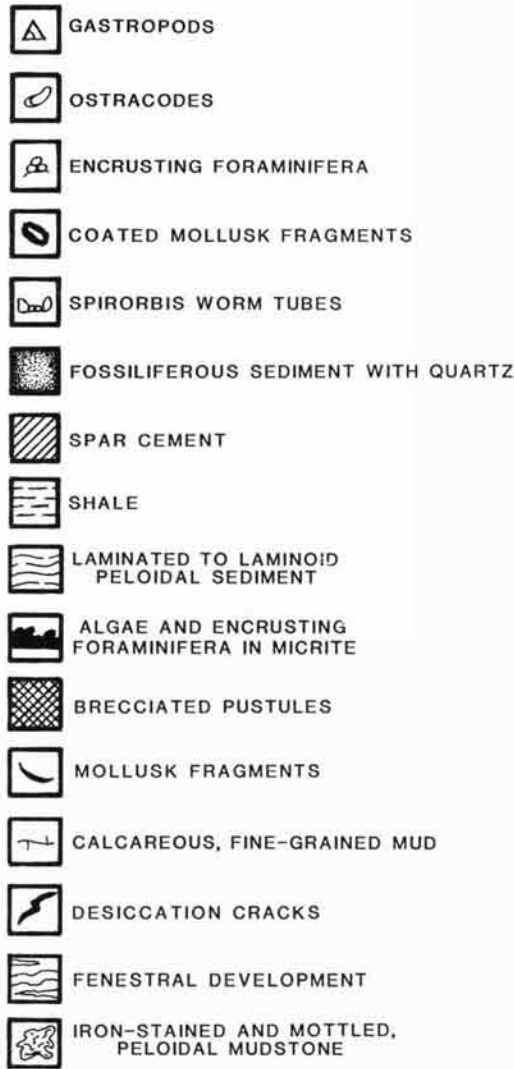 GASTROPODS
OSTRACODES
ENCRUSTING FORAMINIFERA
COATED MOLLUSK FRAGMENTS
SPIRORBIS WORM TUBES
FOSSILIFEROUS SEDIMENT WITH QUARTZ
SPAR CEMENT
SHALE
LAMINATED TO LAMINOID
PELOIDAL SEDIMENT
ALGAE AND ENCRUSTING
FORAMINIFERA IN MICRITE
BRECCIATED PUSTULES
MOLLUSK FRAGMENTS
CALCAREOUS, FINE-GRAINED MUD
DESICCATION CRACKS
FENESTRAL DEVELOPMENT
IRON-STAINED AND MOTTLED,
PELOIDAL MUDSTONE